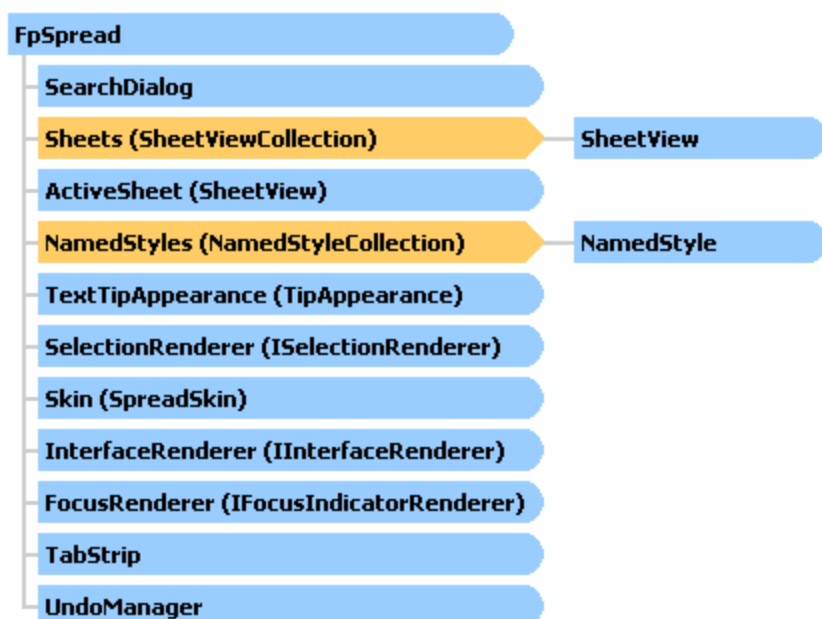 FpSpread
SearchDialog
Sheets (SheetViewCollection)
SheetView
ActiveSheet (SheetView)
NamedStyles (NamedStyleCollection)
NamedStyle
TextTipAppearance (TipAppearance)
SelectionRenderer (ISelectionRenderer)
Skin (SpreadSkin)
InterfaceRenderer (IInterfaceRenderer)
FocusRenderer (IFocusIndicatorRenderer)
TabStrip
UndoManager